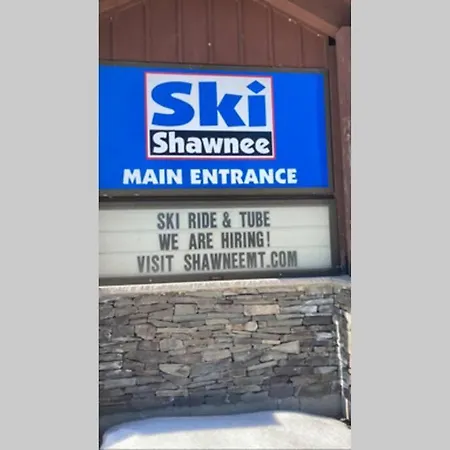 Ski
Shawnee
MAIN ENTRANCE
SKI RIDE & TUBE
WE ARE HIRING!
VISIT SHAWNEEMT.COM